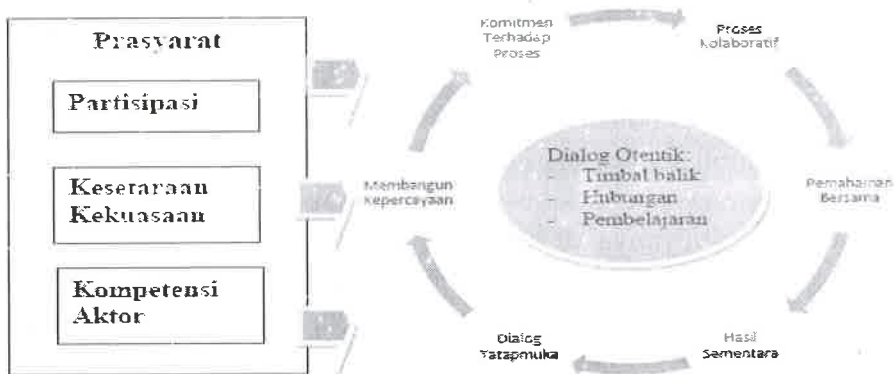 Prasyarat
Partisipasi
Kesetaraan
Kekuasaan
Kompetensi
Aktor
Komitmen
Terhadap
Proses
Proses
Kolaboratif
Pemahaman
Bersama
Hasil
Sementara
Dialog
Tatapmuka
Membangun
Kepercayaan
Dialog Otentik:
- Timbal balik
- Hubungan
- Pembelajaran